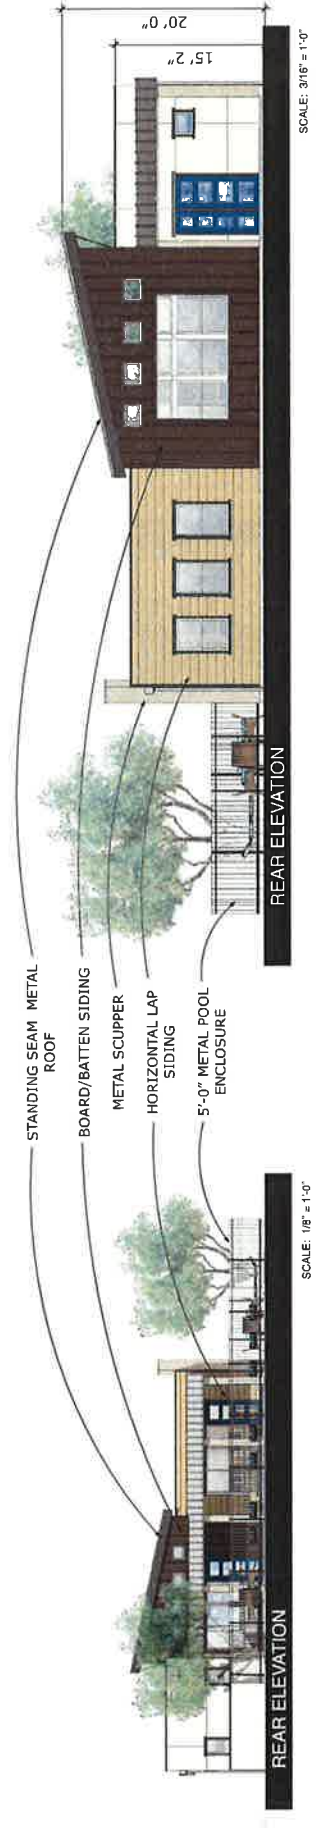 STANDING SEAM METAL
ROOF
BOARD/BATTEN SIDING
METAL SCUPPER
HORIZONTAL LAP
SIDING
5'-0" METAL POOL
ENCLOSURE
REAR ELEVATION
SCALE: 1/8" = 1'-0"
REAR ELEVATION
SCALE: 3/16" = 1'-0"
15' 2"
20' 0"